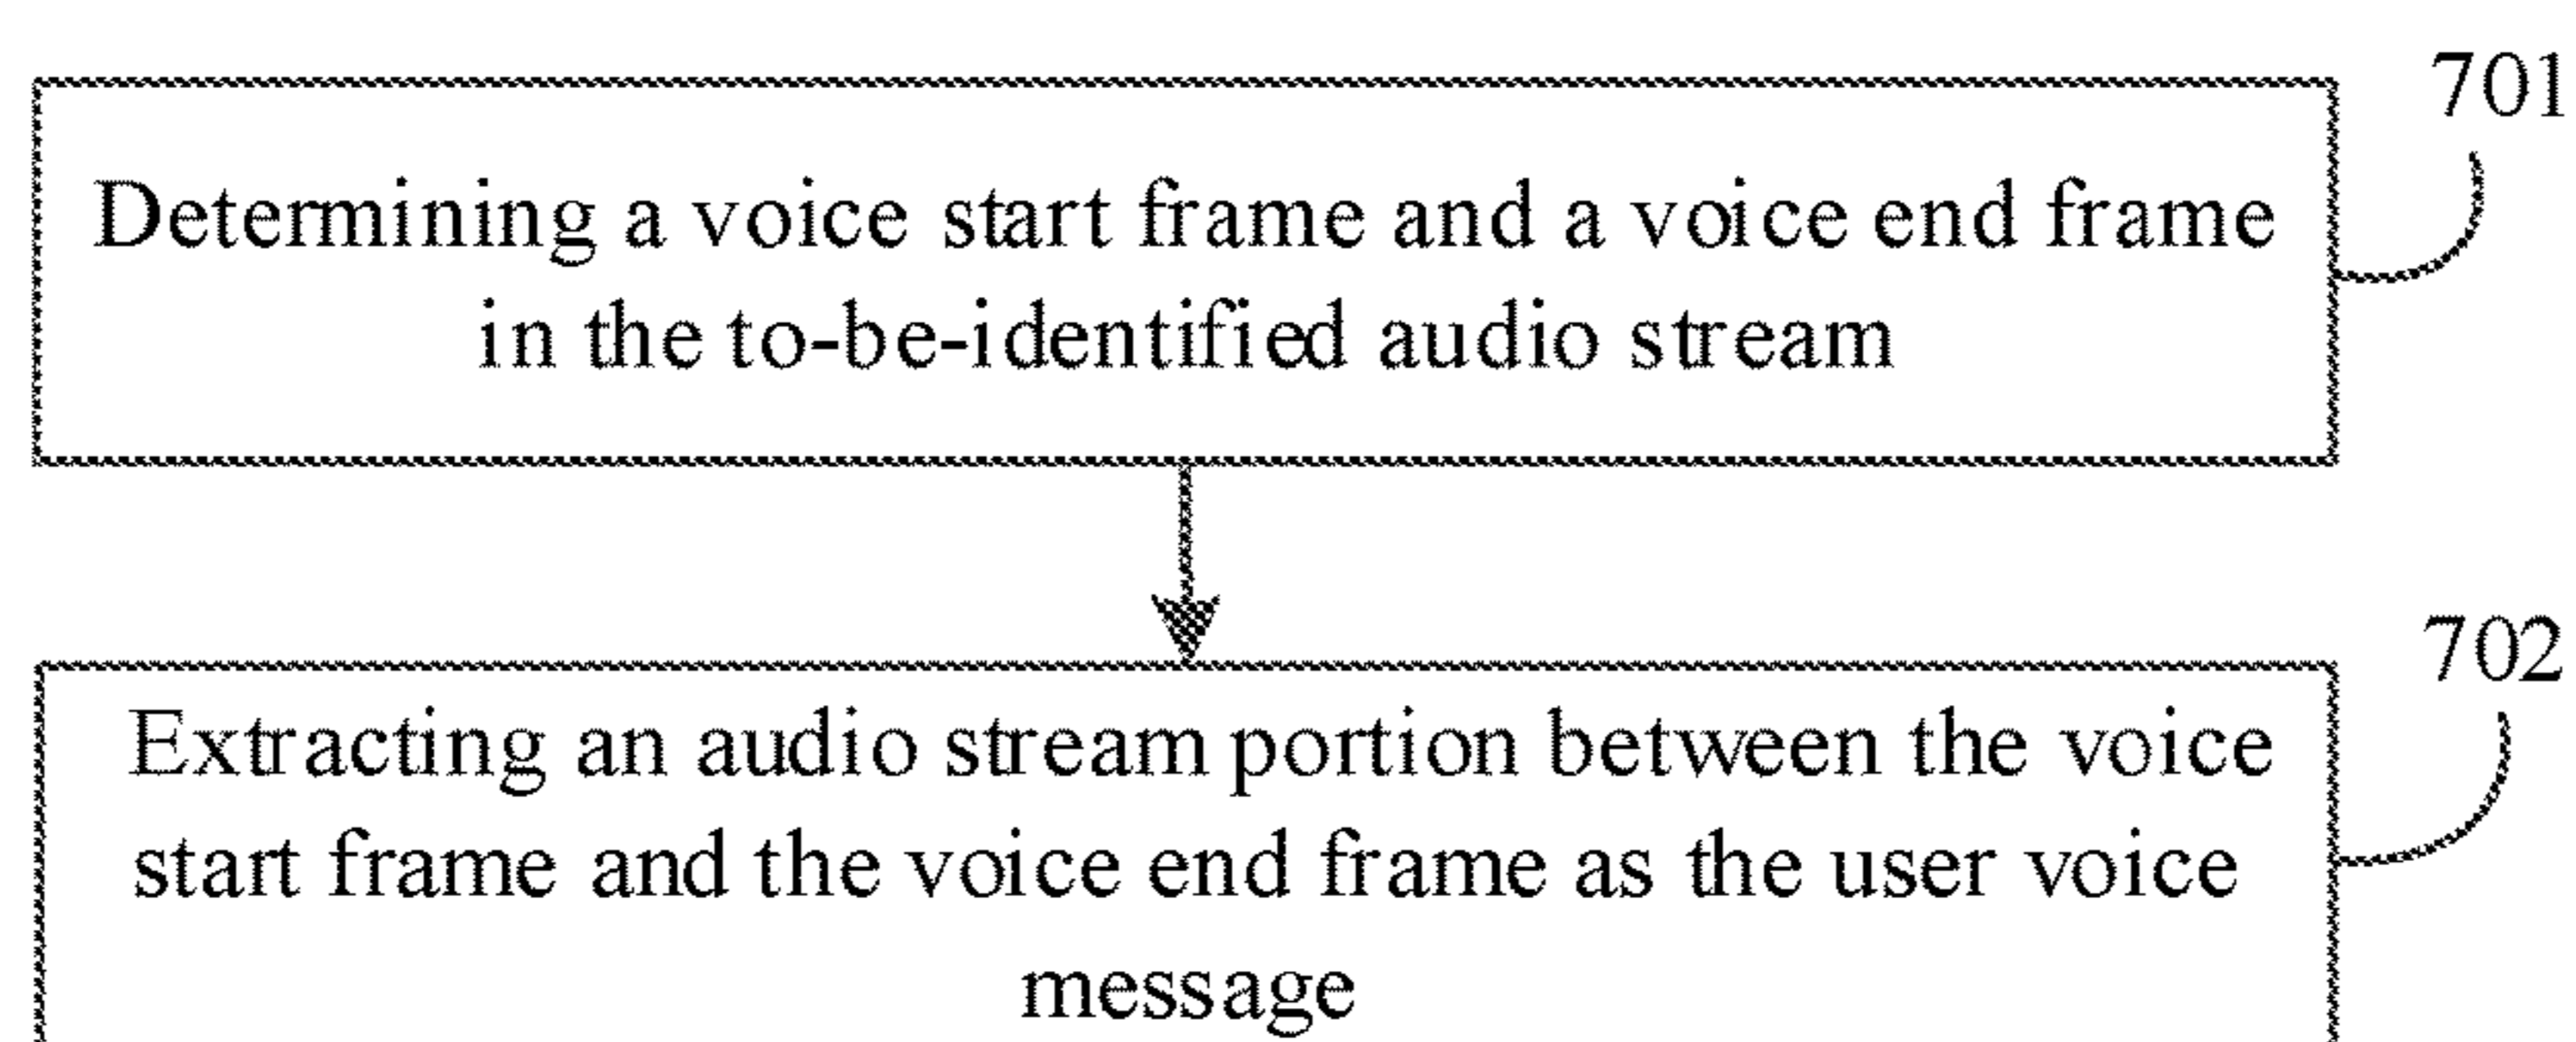 701
Determining a voice start frame and a voice end frame
in the to-be-identified audio stream
702
Extracting an audio stream portion between the voice
start frame and the voice end frame as the user voice
message